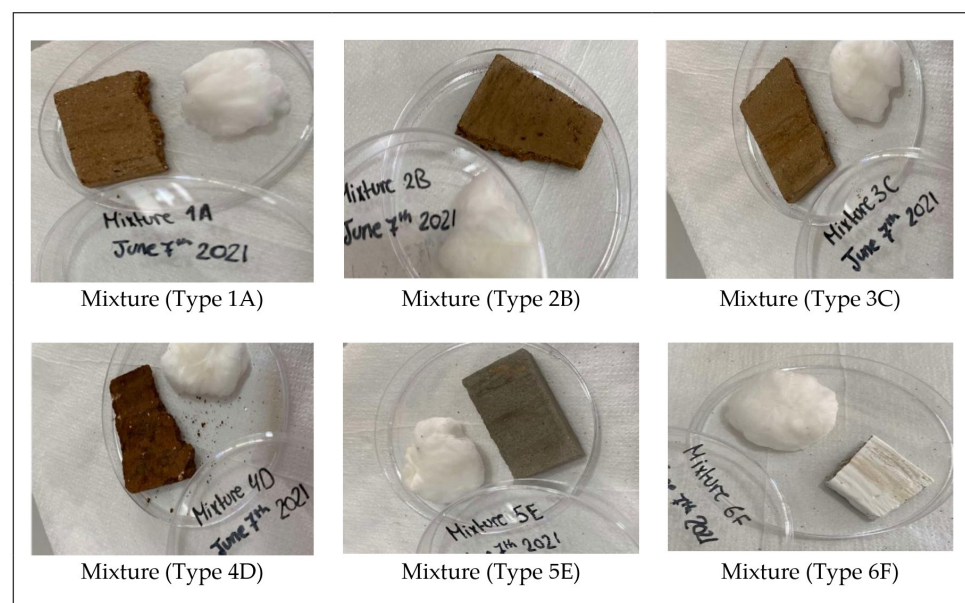 Mixture 1A
June 7th 2021
Mixture 2B
June 7th 2021
Mixture 3C
June 7th 2021
Mixture (Type 1A)
Mixture (Type 2B)
Mixture (Type 3C)
Mixture 4D
June 7th 2021
Mixture 5E
7th 2021
Mixture 6F
7th 2021
Mixture (Type 4D)
Mixture (Type 5E)
Mixture (Type 6F)